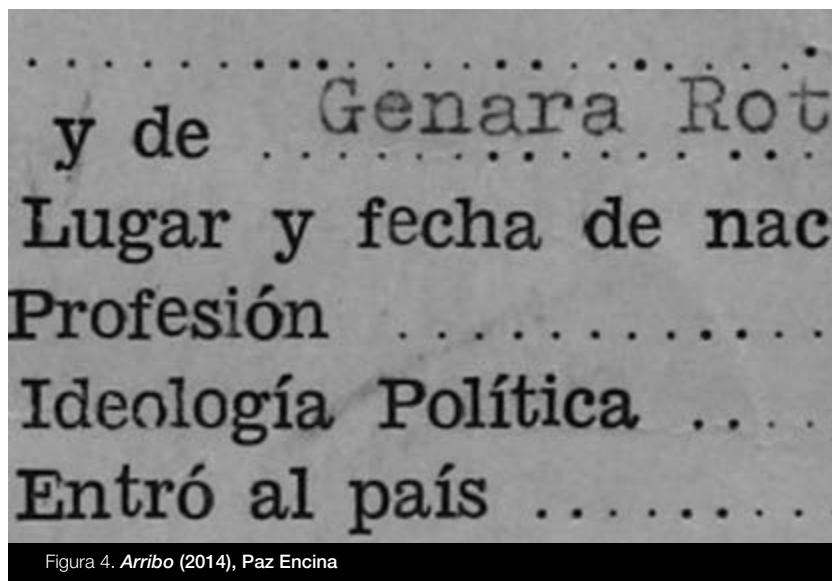 y de Genara Rot
Lugar y fecha de nac
Profesión
Ideología Política
Entró al país
Figura 4. Arribo (2014), Paz Encina